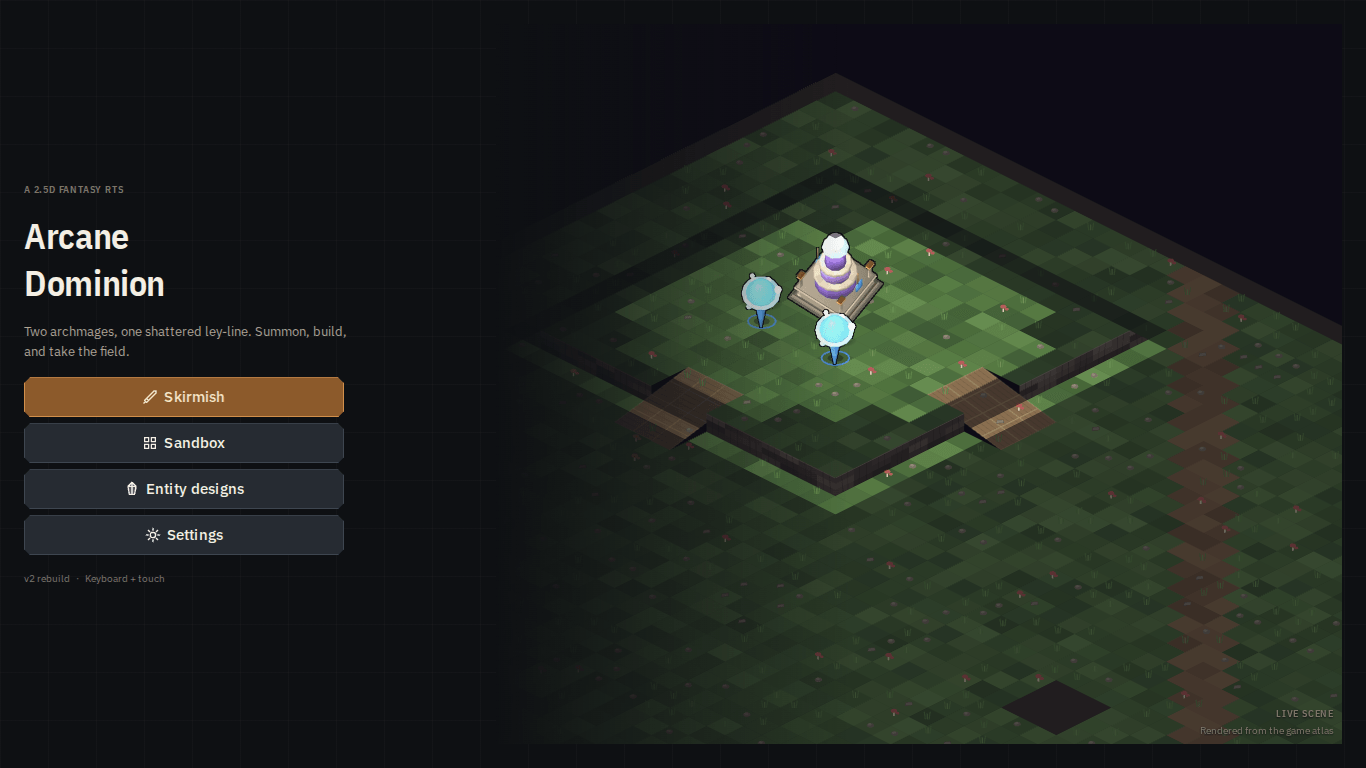 A 2.5D FANTASY RTS
Arcane
Dominion
Two archmages, one shattered ley-line. Summon, build,
and take the field.
Skirmish
Sandbox
Entity designs
Settings
v2 rebuild · Keyboard + touch
LIVE SCENE
Rendered from the game atlas